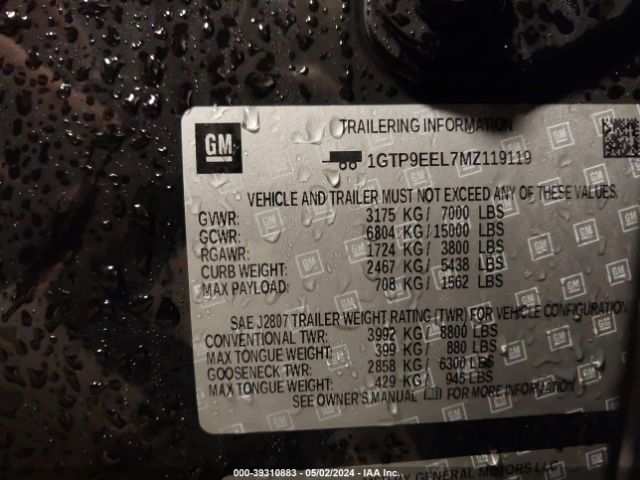 GM
TRAILERING INFORMATION
1GTP9EEL7MZ119119
VEHICLE AND TRAILER MUST NOT EXCEED ANY OF THESE VALUES.
GVWR: 3175 KG / 7000 LBS
GCWR: 6804 KG / 15000 LBS
RGAWR: 1724 KG / 3800 LBS
CURB WEIGHT: 2467 KG / 5438 LBS
MAX PAYLOAD: 708 KG / 1562 LBS
SAE J2807 TRAILER WEIGHT RATING (TWR) FOR VEHICLE CONFIGURATION
CONVENTIONAL TWR: 3992 KG / 8800 LBS
MAX TONGUE WEIGHT: 399 KG / 880 LBS
GOOSENECK TWR: 2858 KG / 6300 LBS
MAX TONGUE WEIGHT: 429 KG / 945 LBS
SEE OWNER'S MANUAL FOR MORE INFORMATION
BY GENERAL MOTORS LLC
000-39310883 - 05/02/2024 - IAA Inc.